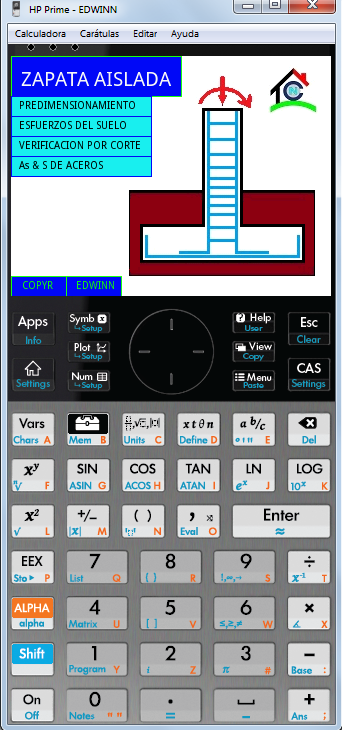 HP Prime - EDWINN
Calculadora Carátulas Editar Ayuda
ZAPATA AISLADA
PREDIMENSIONAMIENTO
ESFUERZOS DEL SUELO
VERIFICACION POR CORTE
As & S DE ACEROS
COPYR EDWINN
Apps Info
Symb Setup
Help User
Esc Clear
Plot Setup
View Copy
Settings
Num Setup
Menu Paste
CAS Settings
Vars Chars A
Mem B
Units C
x t θ n Define D
a b/c E
Del
xʸ F
SIN ASIN G
COS ACOS H
TAN ATAN I
LN eˣ J
LOG 10ˣ K
x² √ L
+/- |x| M
( ) N
, Eval O
Enter ≈
EEX Sto ▸ P
7 List Q
8 { } R
9 !,∞,→ S
÷ x⁻¹ T
ALPHA alpha
4 Matrix U
5 [ ] V
6 ≤,≥,≠ W
× ∡ X
Shift
1 Program Y
2 i Z
3 π #
− Base :
On Off
0 Notes " "
. =
_
+ Ans ;